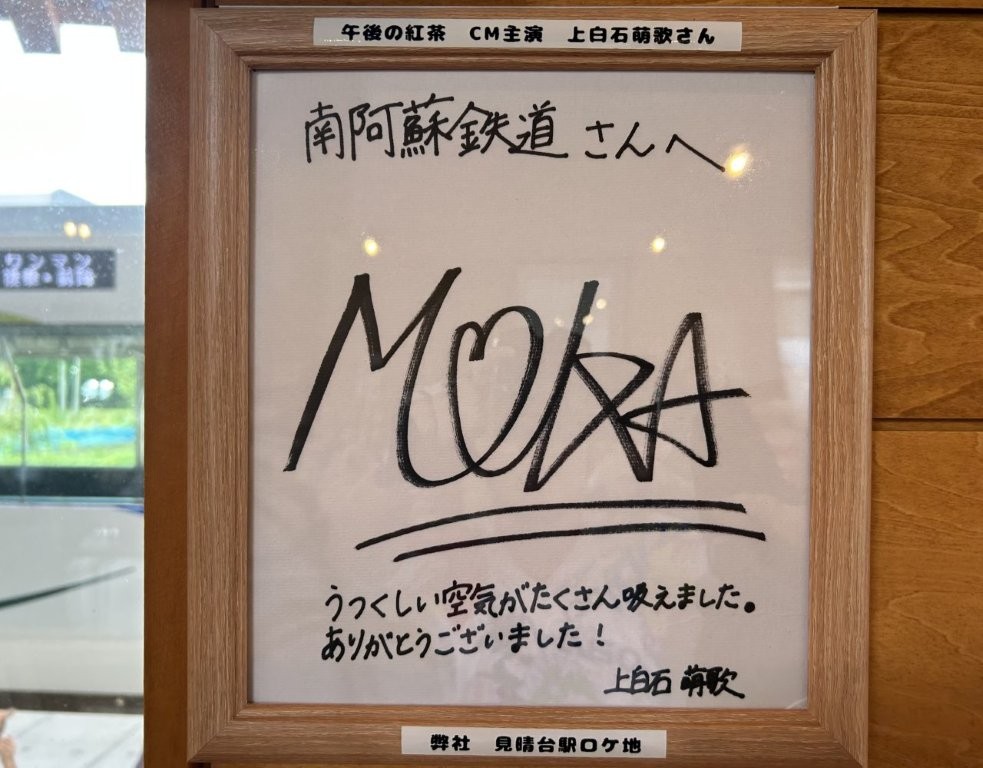 午後の紅茶　CM主演　上白石萌歌さん
南阿蘇鉄道さんへ
MOKA
うつくしい空気がたくさん吸えました。
ありがとうございました！
上白石 萌歌
弊社　見晴台駅ロケ地
ワンマン